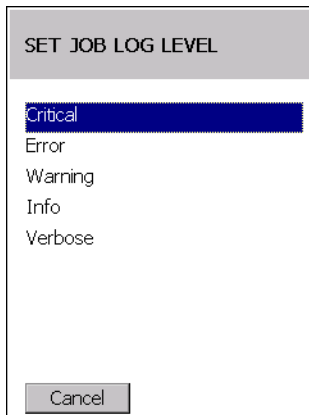 SET JOB LOG LEVEL
Critical
Error
Warning
Info
Verbose
Cancel